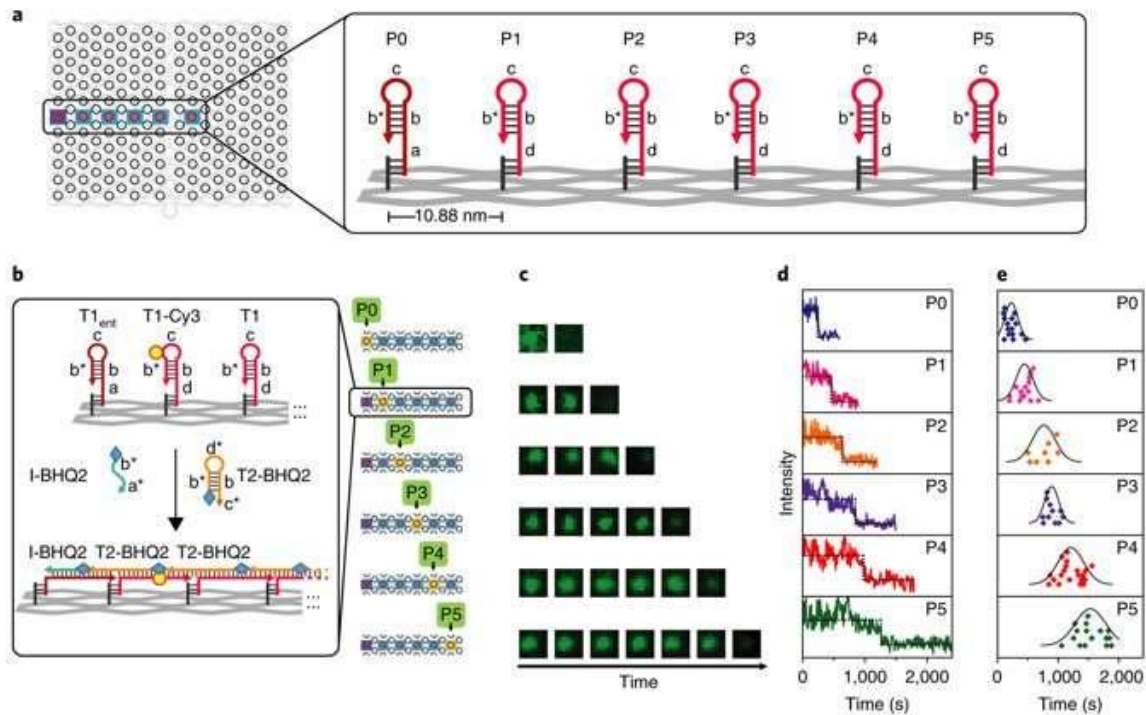 a
P0 P1 P2 P3 P4 P5
c c c c c c
b* b b* b b* b b* b b* b b* b
a d d d d d
10.88 nm
b
T1ent T1-Cy3 T1
c c c
b* b b* b b* b
a d d
I-BHQ2 b* a*
d* b* b c* T2-BHQ2
I-BHQ2 T2-BHQ2 T2-BHQ2
P0
P1
P2
P3
P4
P5
c
Time
d
Intensity
P0
P1
P2
P3
P4
P5
0 1,000 2,000
Time (s)
e
P0
P1
P2
P3
P4
P5
0 1,000 2,000
Time (s)